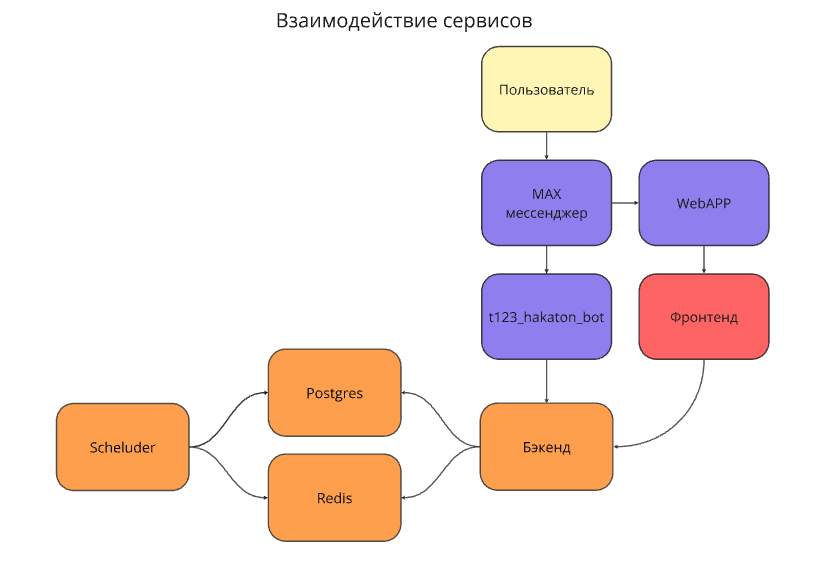 Взаимодействие сервисов
Пользователь
MAX
мессенджер
WebAPP
t123_hakaton_bot
Фронтенд
Postgres
Scheluder
Бэкенд
Redis